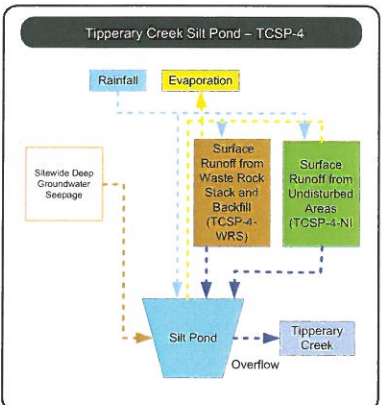 Tipperary Creek Silt Pond – TCSP-4
Rainfall
Evaporation
Sitewide Deep
Groundwater
Seepage
Surface
Runoff from
Waste Rock
Stack and
Backfill
(TCSP-4-
WRS)
Surface
Runoff from
Undisturbed
Areas
(TCSP-4-NI
Silt Pond
Tipperary
Creek
Overflow